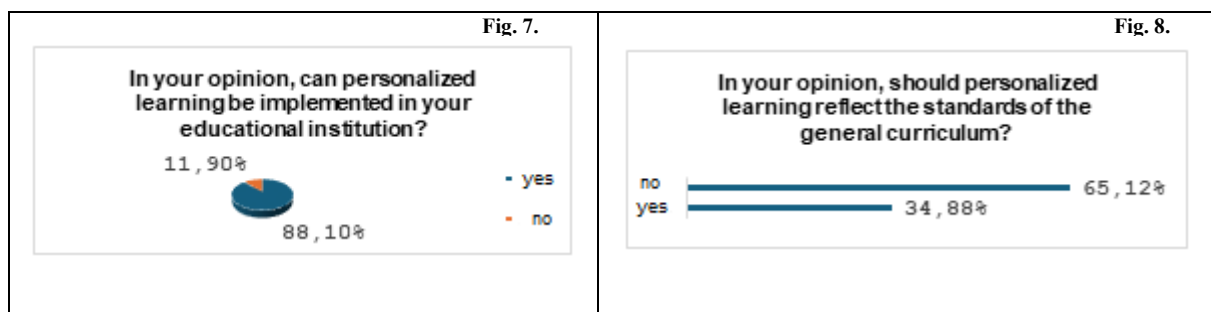 Fig. 7.
In your opinion, can personalized
learning be implemented in your
educational institution?
11,90%
yes
no
88,10%
Fig. 8.
In your opinion, should personalized
learning reflect the standards of the
general curriculum?
no
65,12%
yes
34,88%